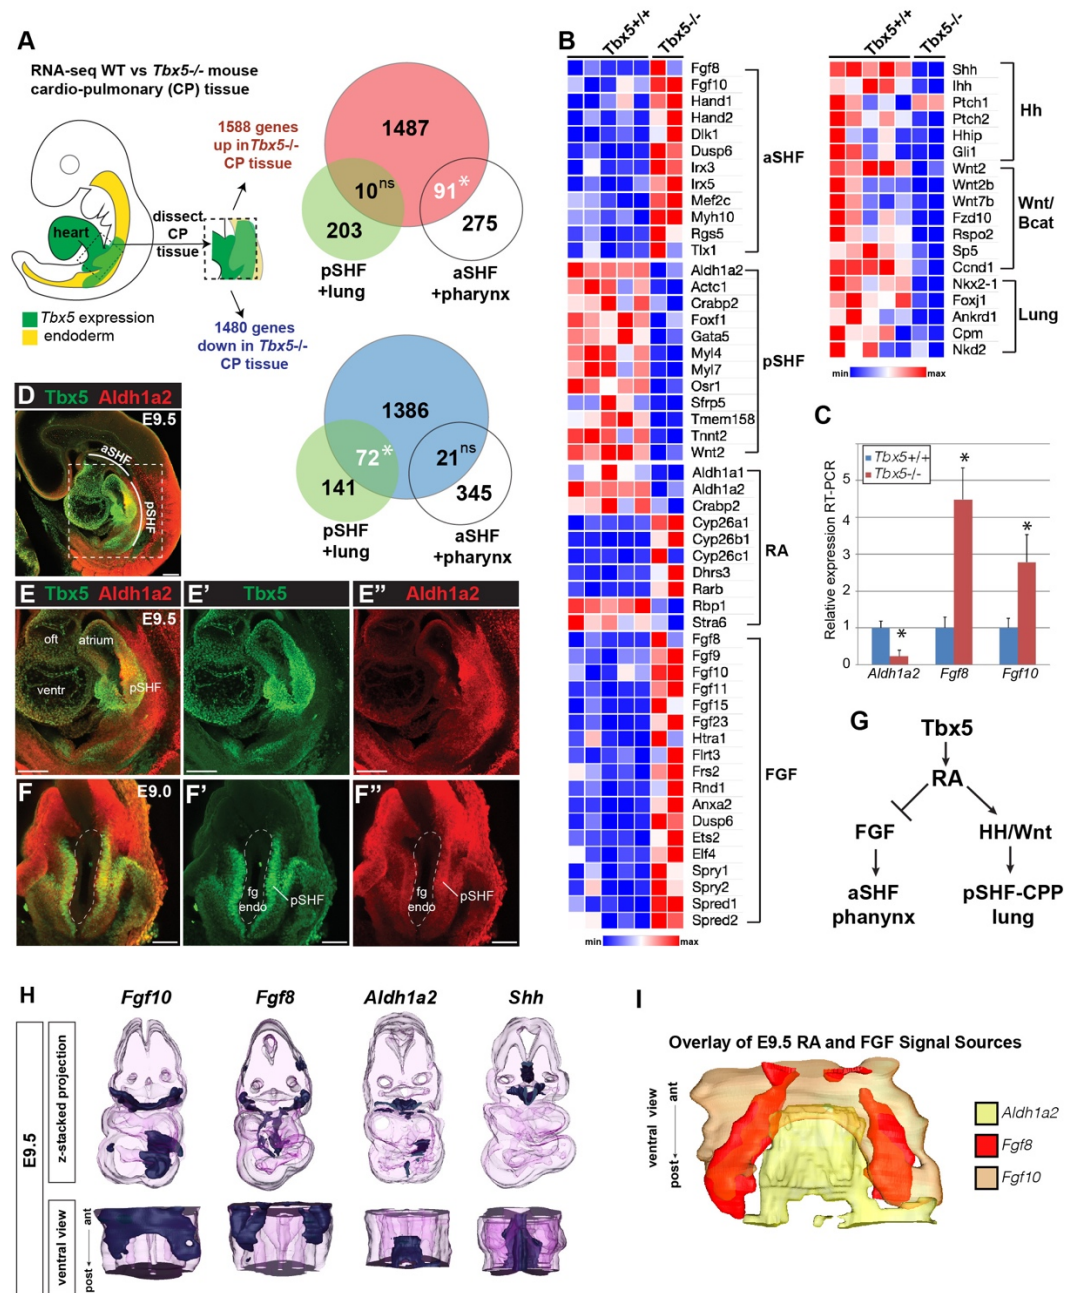 A
RNA-seq WT vs Tbx5-/- mouse
cardio-pulmonary (CP) tissue
heart
dissect
CP
tissue
Tbx5 expression
endoderm
1588 genes
up in Tbx5-/-
CP tissue
1480 genes
down in Tbx5-/-
CP tissue
1487
10ns
91*
203
275
pSHF
+lung
aSHF
+pharynx
1386
72*
21ns
141
345
pSHF
+lung
aSHF
+pharynx
B
Tbx5+/+
Tbx5-/-
Fgf8
Fgf10
Hand1
Hand2
Dlk1
Dusp6
Irx3
Irx5
Mef2c
Myh10
Rgs5
Tlx1
aSHF
Aldh1a2
Actc1
Crabp2
Foxf1
Gata5
Myl4
Myl7
Osr1
Sfrp5
Tmem158
Tnnt2
Wnt2
pSHF
Aldh1a1
Aldh1a2
Crabp2
Cyp26a1
Cyp26b1
Cyp26c1
Dhrs3
Rarb
Rbp1
Stra6
RA
Fgf8
Fgf9
Fgf10
Fgf11
Fgf15
Fgf23
Htra1
Flrt3
Frs2
Rnd1
Anxa2
Dusp6
Ets2
Elf4
Spry1
Spry2
Spred1
Spred2
FGF
min
max
Tbx5+/+
Tbx5-/-
Shh
Ihh
Ptch1
Ptch2
Hhip
Gli1
Hh
Wnt2
Wnt2b
Wnt7b
Fzd10
Rspo2
Sp5
Ccnd1
Wnt/
Bcat
Nkx2-1
Foxj1
Ankrd1
Cpm
Nkd2
Lung
min
max
C
Relative expression RT-PCR
Tbx5+/+
Tbx5-/-
5
4
3
2
1
0
*
*
*
Aldh1a2
Fgf8
Fgf10
D Tbx5 Aldh1a2
E9.5
aSHF
pSHF
E Tbx5 Aldh1a2
E9.5
oft
atrium
ventr
pSHF
E' Tbx5
E'' Aldh1a2
F
E9.0
F'
fg
endo
pSHF
F''
fg
endo
pSHF
G
Tbx5
RA
FGF
HH/Wnt
aSHF
phanynx
pSHF-CPP
lung
H
Fgf10
Fgf8
Aldh1a2
Shh
E9.5
z-stacked projection
ventral view
post
ant
I
Overlay of E9.5 RA and FGF Signal Sources
ventral view
post
ant
Aldh1a2
Fgf8
Fgf10